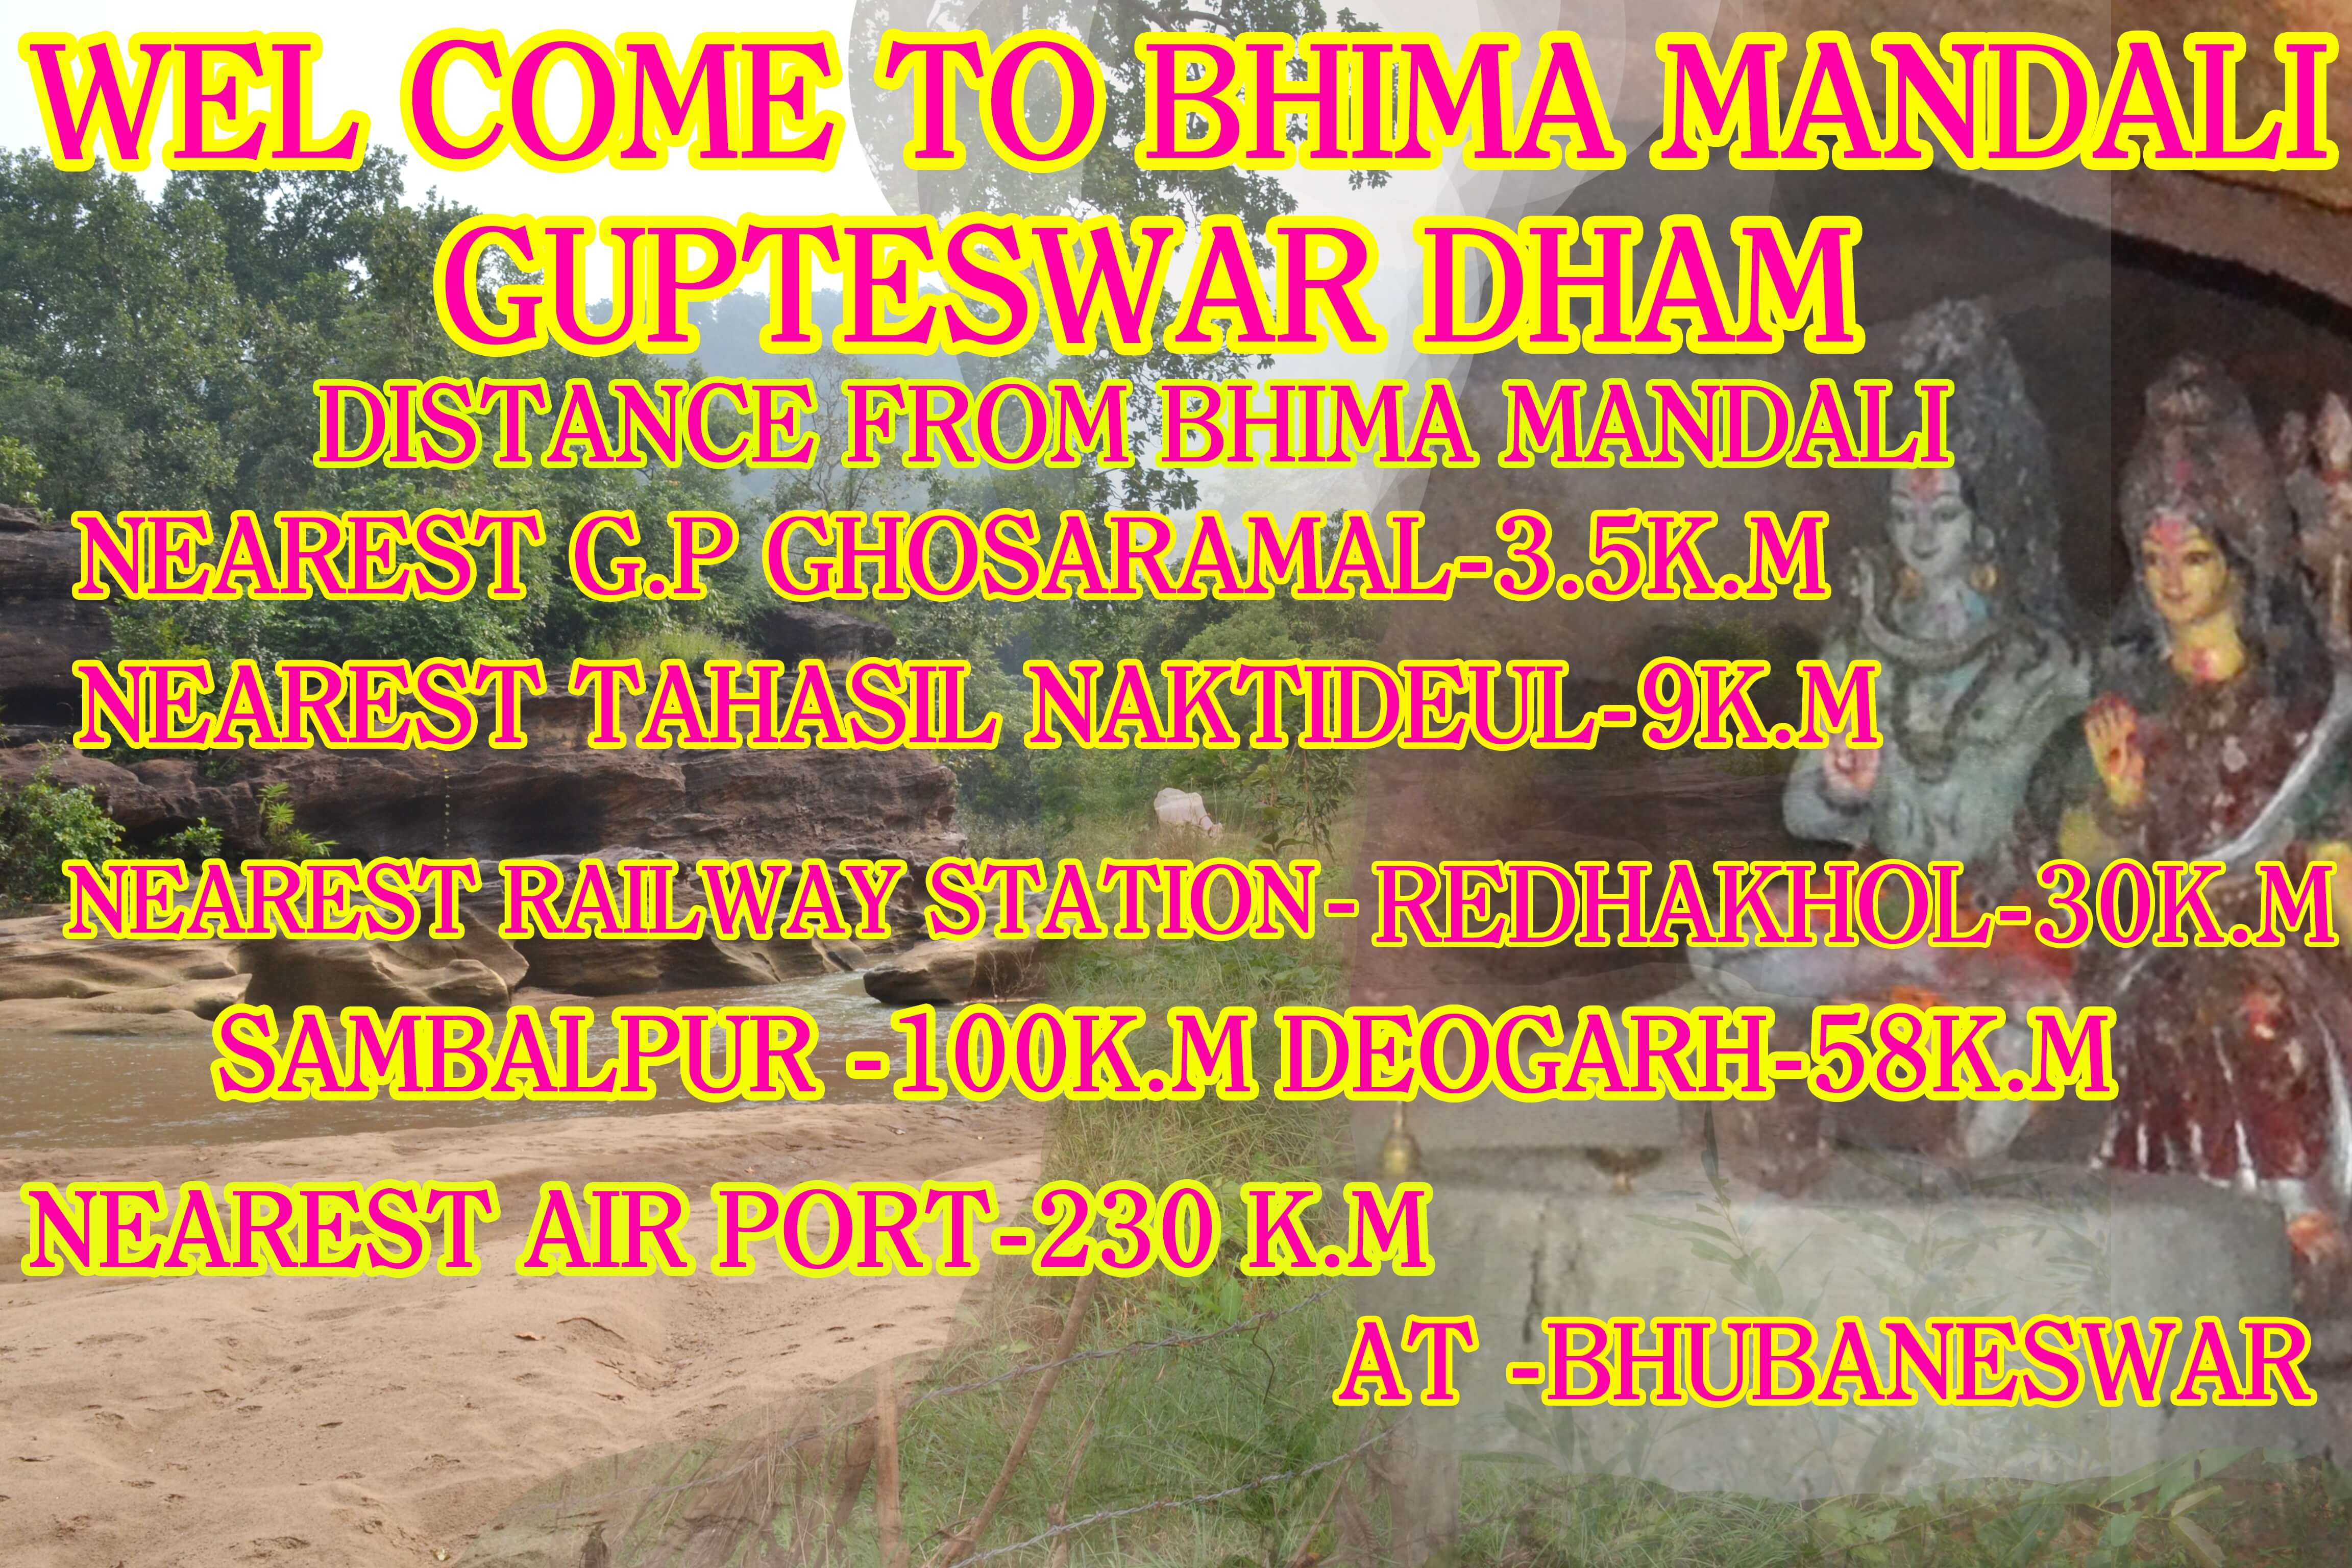 WEL COME TO BHIMA MANDALI
GUPTESWAR DHAM
DISTANCE FROM BHIMA MANDALI
NEAREST G.P GHOSARAMAL-3.5K.M
NEAREST TAHASIL NAKTIDEUL-9K.M
NEAREST RAILWAY STATION-REDHAKHOL-30K.M
SAMBALPUR -100K.M DEOGARH-58K.M
NEAREST AIR PORT-230 K.M
AT -BHUBANESWAR